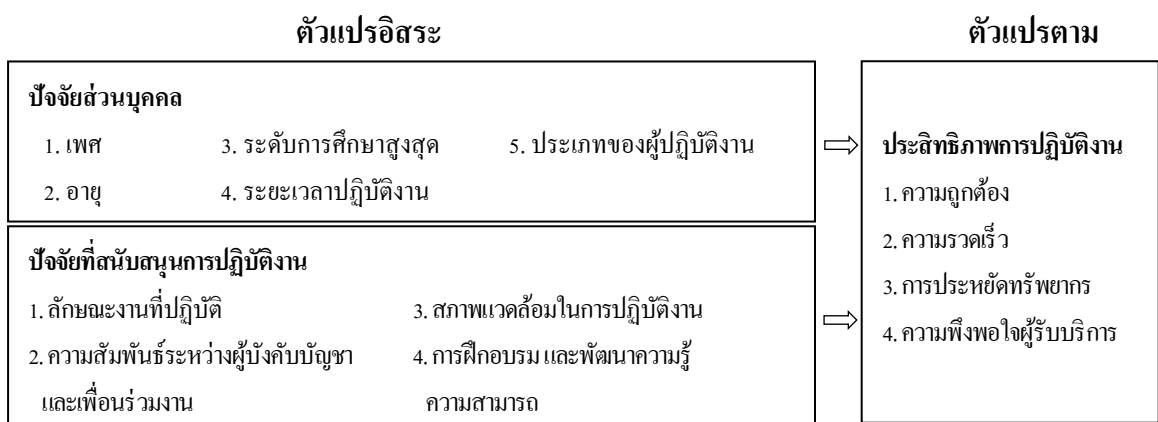 ตัวแปรอิสระ
ตัวแปรตาม
ปัจจัยส่วนบุคคล
1. เพศ 3. ระดับการศึกษาสูงสุด 5. ประเภทของผู้ปฏิบัติงาน
2. อายุ 4. ระยะเวลาปฏิบัติงาน
ปัจจัยที่สนับสนุนการปฏิบัติงาน
1. ลักษณะงานที่ปฏิบัติ 3. สภาพแวดล้อมในการปฏิบัติงาน
2. ความสัมพันธ์ระหว่างผู้บังคับบัญชา 4. การฝึกอบรม และพัฒนาความรู้
และเพื่อนร่วมงาน ความสามารถ
ประสิทธิภาพการปฏิบัติงาน
1. ความถูกต้อง
2. ความรวดเร็ว
3. การประหยัดทรัพยากร
4. ความพึงพอใจผู้รับบริการ